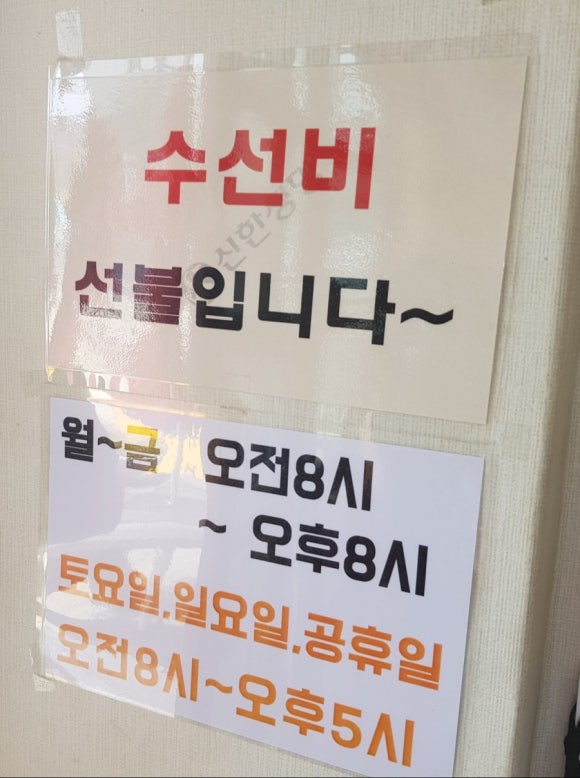 수선비
선불입니다~
월~금 오전8시
~ 오후8시
토요일.일요일.공휴일
오전8시~오후5시